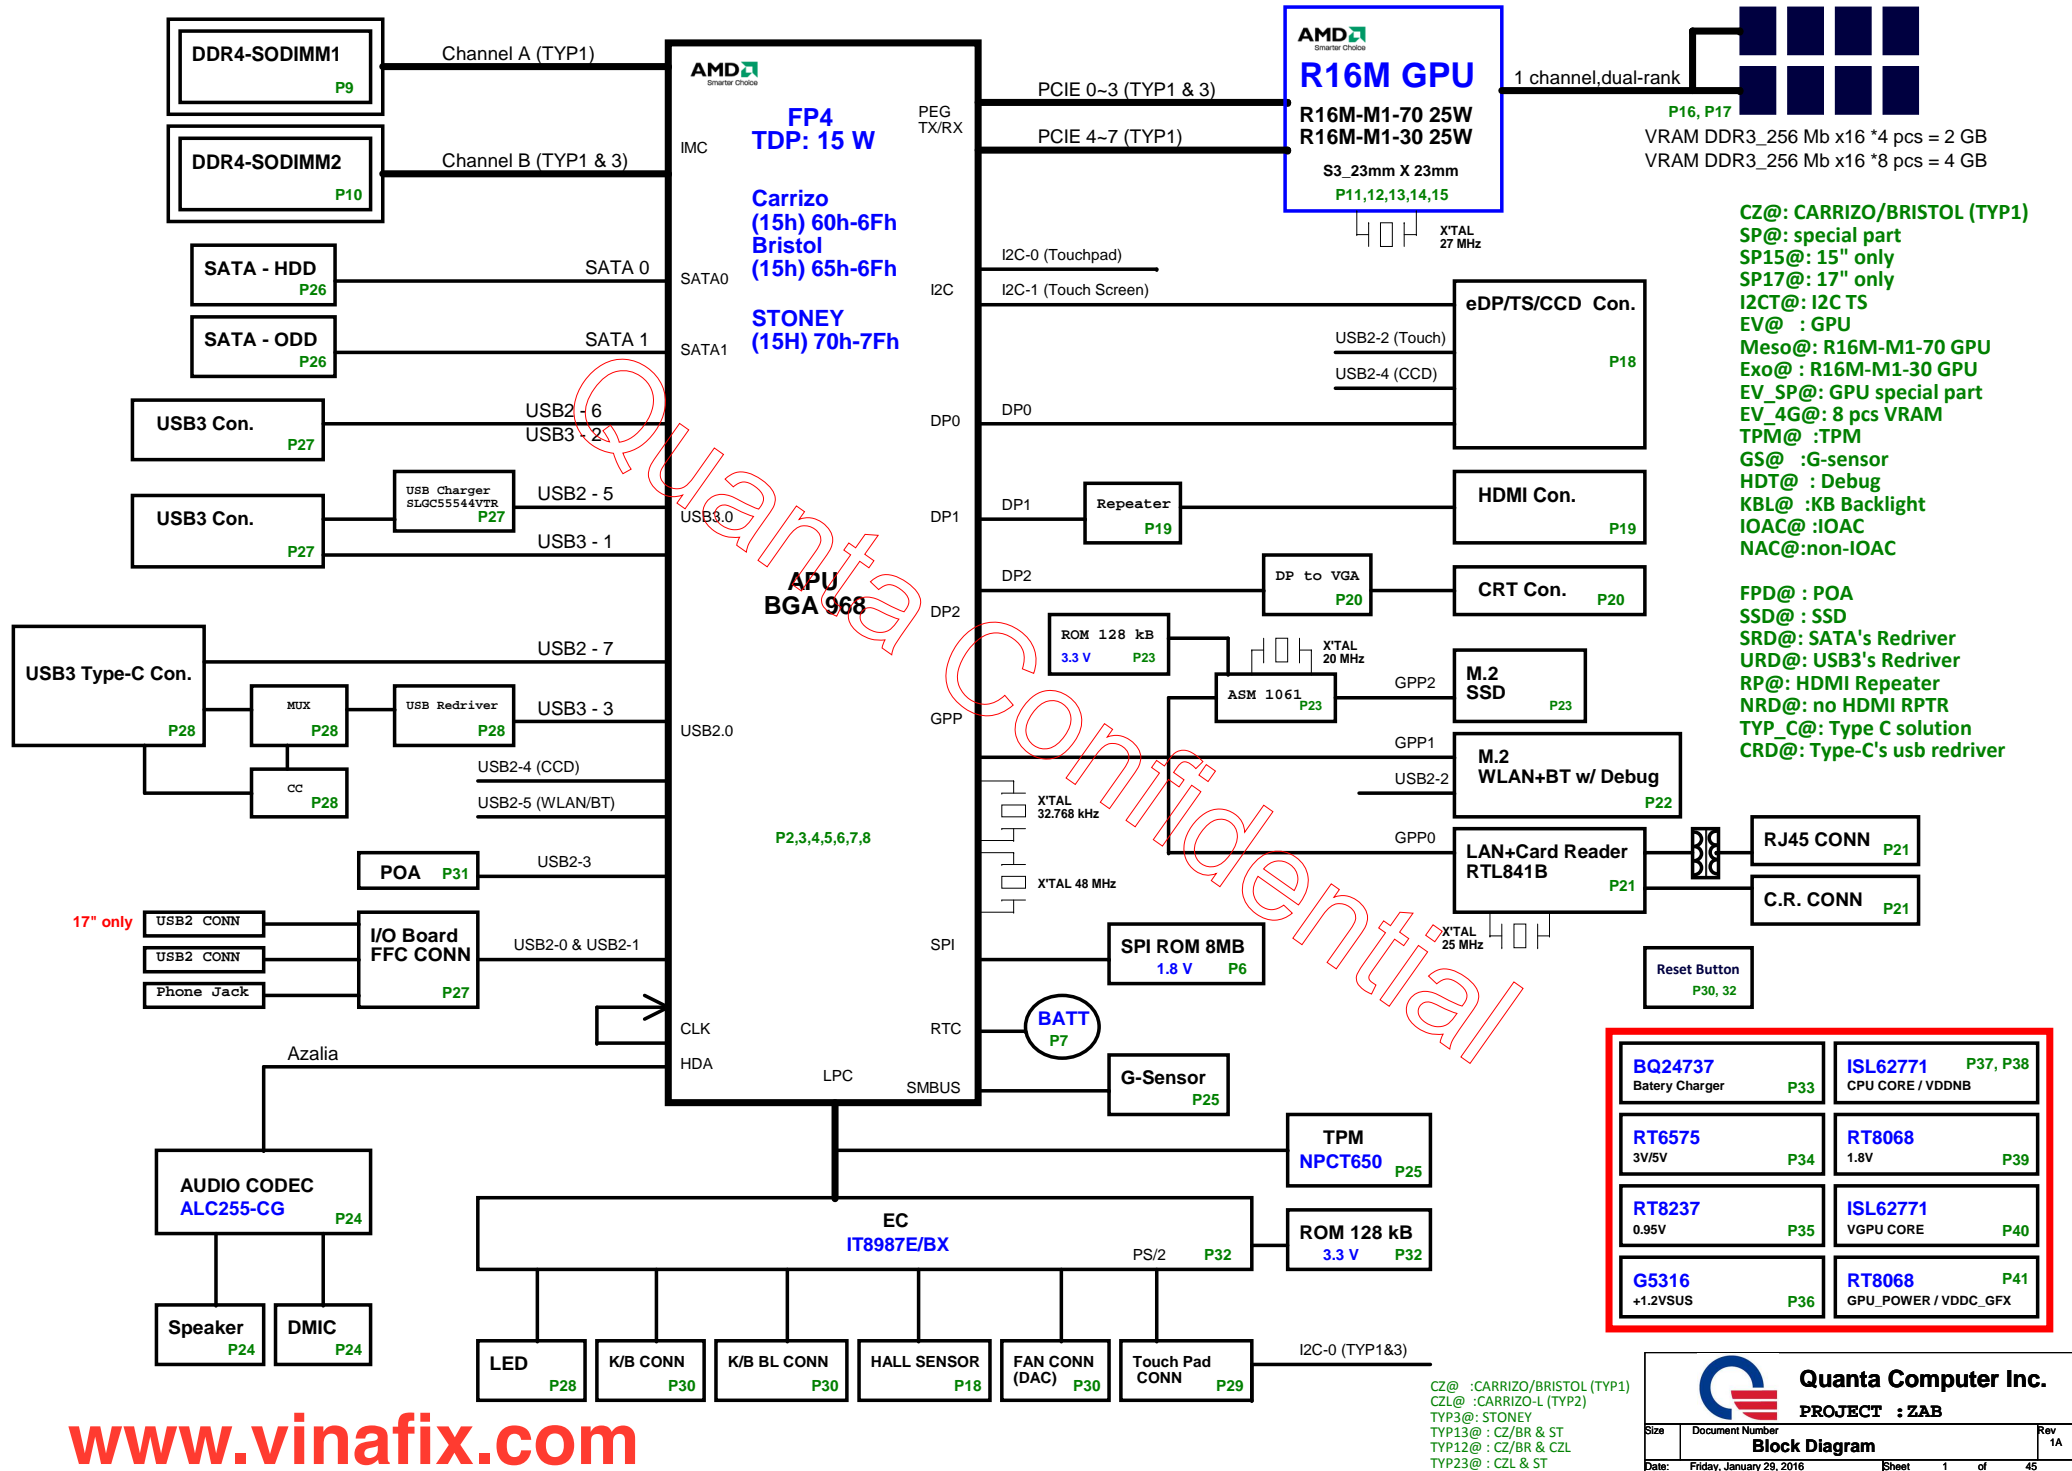 DDR4-SODIMM1
P9
Channel A (TYP1)
DDR4-SODIMM2
P10
Channel B (TYP1 & 3)
SATA - HDD
P26
SATA 0
SATA - ODD
P26
SATA 1
USB3 Con.
P27
USB2 - 6
USB3 - 2
USB3 Con.
P27
USB Charger
SLGC55544VTR
P27
USB2 - 5
USB3 - 1
USB3 Type-C Con.
P28
USB2 - 7
MUX
P28
USB Redriver
P28
USB3 - 3
CC
P28
USB2-4 (CCD)
USB2-5 (WLAN/BT)
POA P31
USB2-3
17" only
USB2 CONN
USB2 CONN
Phone Jack
I/O Board
FFC CONN
P27
USB2-0 & USB2-1
Azalia
AUDIO CODEC
ALC255-CG
P24
Speaker
P24
DMIC
P24
AMD
Smarter Choice
FP4
TDP: 15 W
Carrizo
(15h) 60h-6Fh
Bristol
(15h) 65h-6Fh
STONEY
(15H) 70h-7Fh
APU
BGA 968
P2,3,4,5,6,7,8
IMC
SATA0
SATA1
USB3.0
USB2.0
CLK
HDA
LPC
PEG
TX/RX
I2C
DP0
DP1
DP2
GPP
SPI
RTC
SMBUS
PCIE 0~3 (TYP1 & 3)
PCIE 4~7 (TYP1)
AMD
Smarter Choice
R16M GPU
R16M-M1-70 25W
R16M-M1-30 25W
S3_23mm X 23mm
P11,12,13,14,15
X'TAL
27 MHz
1 channel,dual-rank
P16, P17
VRAM DDR3_256 Mb x16 *4 pcs = 2 GB
VRAM DDR3_256 Mb x16 *8 pcs = 4 GB
I2C-0 (Touchpad)
I2C-1 (Touch Screen)
USB2-2 (Touch)
USB2-4 (CCD)
eDP/TS/CCD Con.
P18
DP0
DP1
Repeater
P19
HDMI Con.
P19
DP2
DP to VGA
P20
CRT Con.
P20
ROM 128 kB
3.3 V P23
X'TAL
20 MHz
ASM 1061
P23
GPP2
M.2
SSD
P23
GPP1
USB2-2
M.2
WLAN+BT w/ Debug
P22
X'TAL
32.768 kHz
X'TAL 48 MHz
GPP0
LAN+Card Reader
RTL841B
P21
X'TAL
25 MHz
RJ45 CONN P21
C.R. CONN P21
SPI ROM 8MB
1.8 V P6
BATT
P7
G-Sensor
P25
Reset Button
P30, 32
TPM
NPCT650
P25
EC
IT8987E/BX
PS/2 P32
ROM 128 kB
3.3 V P32
LED
P28
K/B CONN
P30
K/B BL CONN
P30
HALL SENSOR
P18
FAN CONN
(DAC) P30
Touch Pad
CONN
P29
I2C-0 (TYP1&3)
CZ@: CARRIZO/BRISTOL (TYP1)
SP@: special part
SP15@: 15" only
SP17@: 17" only
I2CT@: I2C TS
EV@ : GPU
Meso@: R16M-M1-70 GPU
Exo@ : R16M-M1-30 GPU
EV_SP@: GPU special part
EV_4G@: 8 pcs VRAM
TPM@ :TPM
GS@ :G-sensor
HDT@ : Debug
KBL@ :KB Backlight
IOAC@ :IOAC
NAC@:non-IOAC
FPD@ : POA
SSD@ : SSD
SRD@: SATA's Redriver
URD@: USB3's Redriver
RP@: HDMI Repeater
NRD@: no HDMI RPTR
TYP_C@: Type C solution
CRD@: Type-C's usb redriver
BQ24737
Batery Charger
P33
ISL62771 P37, P38
CPU CORE / VDDNB
RT6575
3V/5V
P34
RT8068
1.8V
P39
RT8237
0.95V
P35
ISL62771
VGPU CORE
P40
G5316
+1.2VSUS
P36
RT8068 P41
GPU_POWER / VDDC_GFX
CZ@ :CARRIZO/BRISTOL (TYP1)
CZL@ :CARRIZO-L (TYP2)
TYP3@: STONEY
TYP13@ : CZ/BR & ST
TYP12@ : CZ/BR & CZL
TYP23@ : CZL & ST
Quanta Computer Inc.
PROJECT : ZAB
Size Document Number Rev
Block Diagram 1A
Date: Friday, January 29, 2016 Sheet 1 of 45
Quanta Confidential
www.vinafix.com